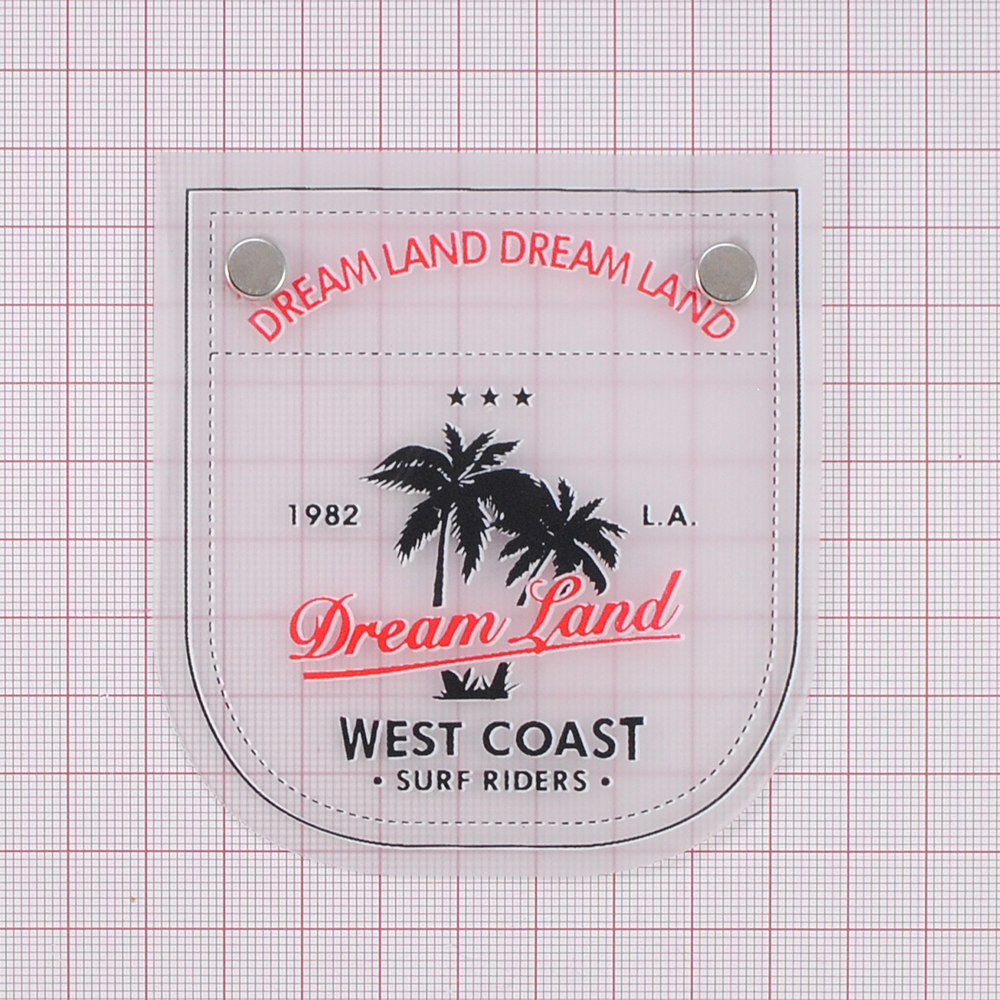 DREAM LAND DREAM LAND
1982 L.A.
Dream Land
WEST COAST
• SURF RIDERS •